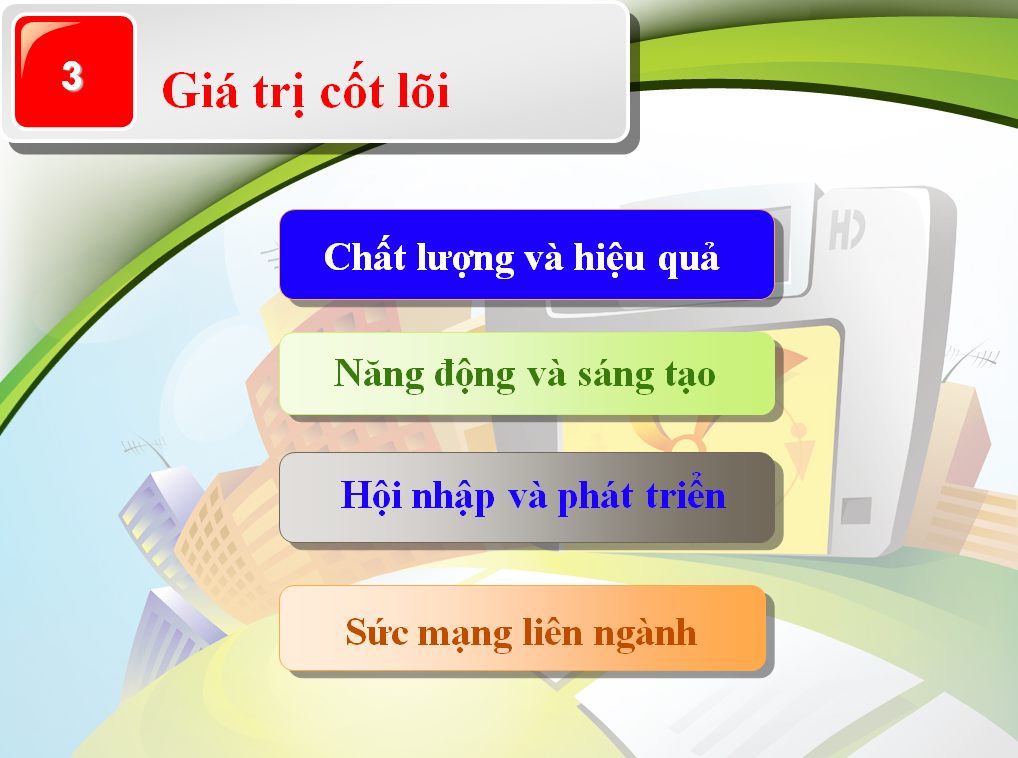 3
Giá trị cốt lõi
HD
Chất lượng và hiệu quả
Năng động và sáng tạo
Hội nhập và phát triển
Sức mạng liên ngành